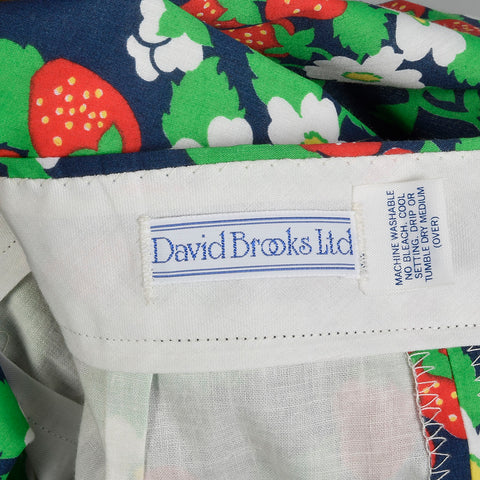 David Brooks Ltd
MACHINE WASHABLE
NO BLEACH. COOL
SETTING. DRIP OR
TUMBLE DRY MEDIUM
(OVER)